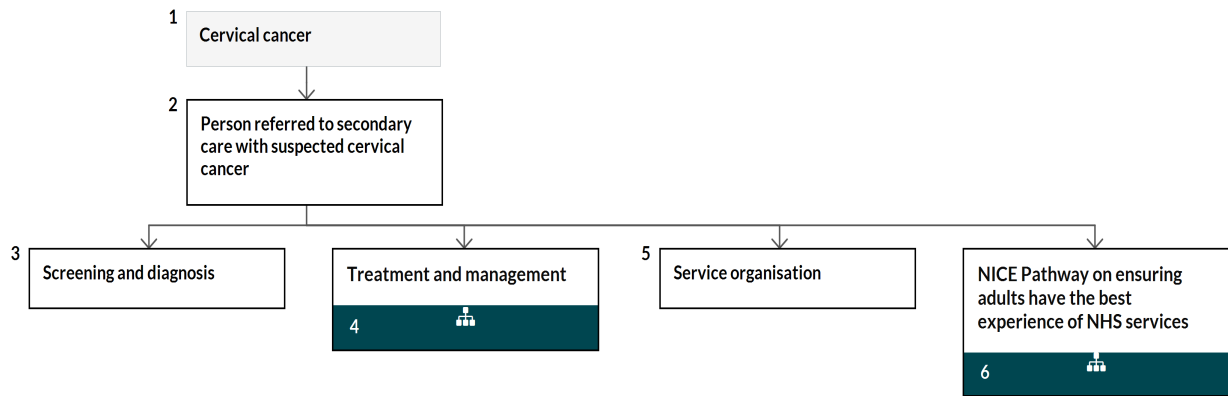 1
Cervical cancer
2
Person referred to secondary
care with suspected cervical
cancer
3
Screening and diagnosis
Treatment and management
4
5
Service organisation
NICE Pathway on ensuring
adults have the best
experience of NHS services
6